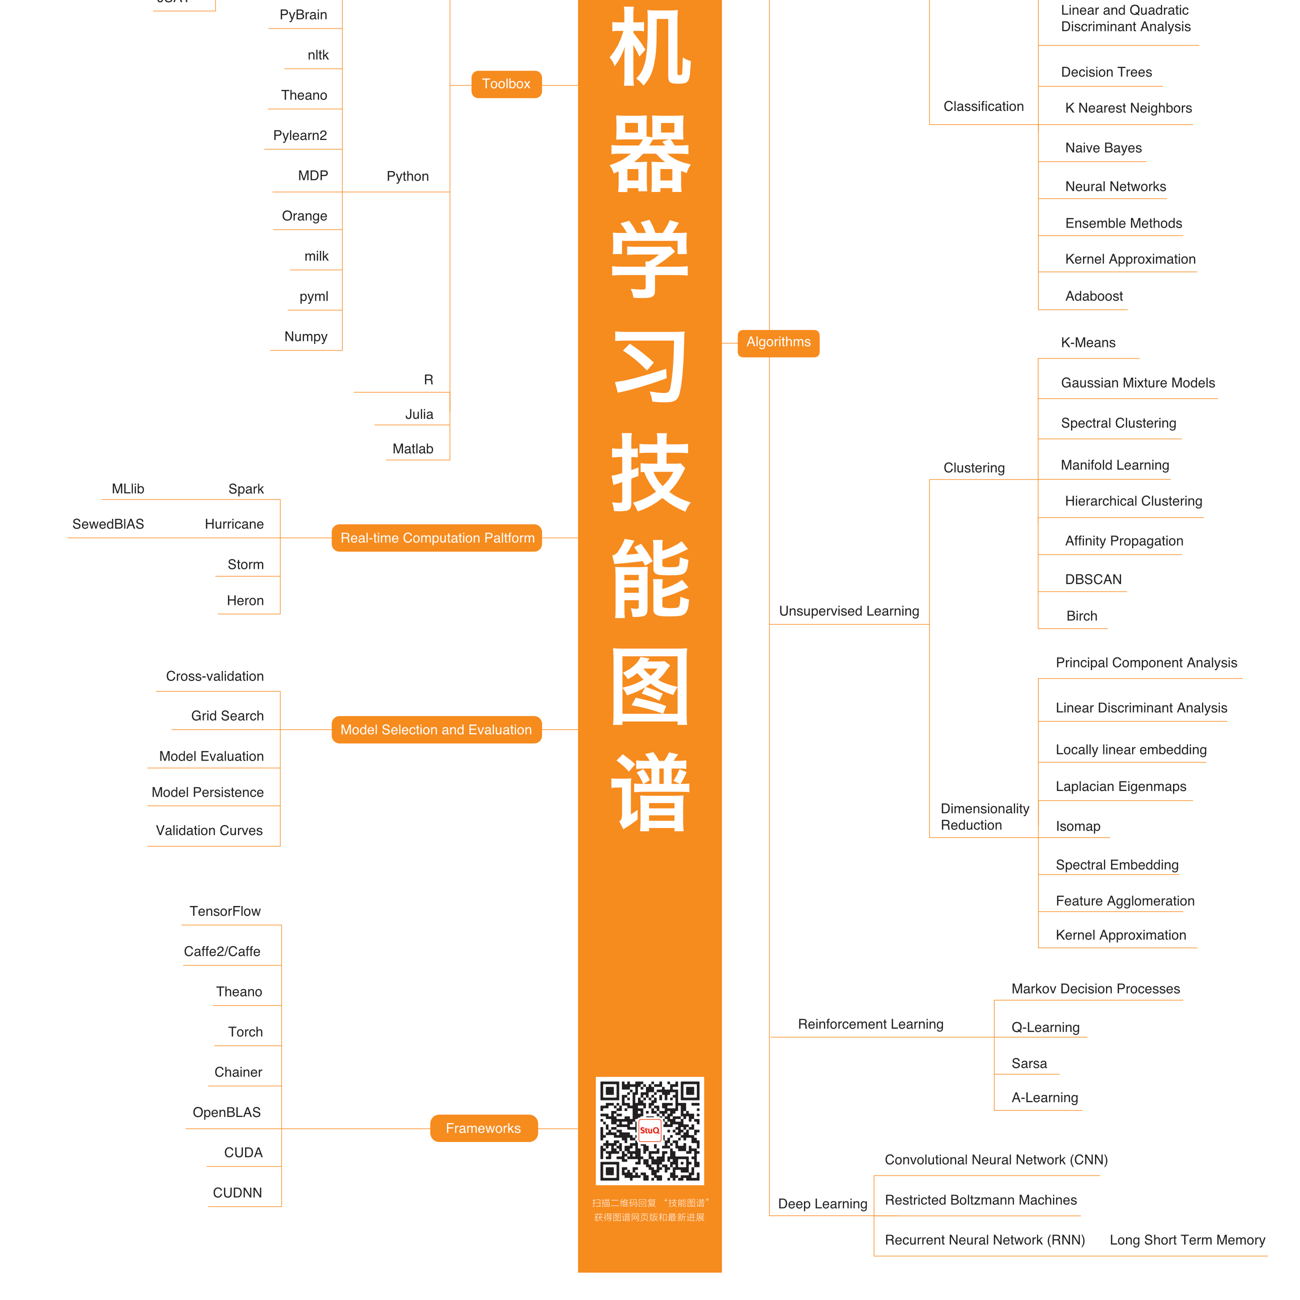 PyBrain
nltk
Theano
Pylearn2
MDP
Orange
milk
pyml
Numpy
Python
R
Julia
Matlab
Toolbox
MLlib
Spark
SewedBIAS
Hurricane
Storm
Heron
Real-time Computation Paltform
Cross-validation
Grid Search
Model Evaluation
Model Persistence
Validation Curves
Model Selection and Evaluation
TensorFlow
Caffe2/Caffe
Theano
Torch
Chainer
OpenBLAS
CUDA
CUDNN
Frameworks
机
器
学
习
技
能
图
谱
StuQ
扫描二维码回复 “技能图谱”
获得图谱网页版和最新进展
Algorithms
Classification
Linear and Quadratic
Discriminant Analysis
Decision Trees
K Nearest Neighbors
Naive Bayes
Neural Networks
Ensemble Methods
Kernel Approximation
Adaboost
Unsupervised Learning
Clustering
K-Means
Gaussian Mixture Models
Spectral Clustering
Manifold Learning
Hierarchical Clustering
Affinity Propagation
DBSCAN
Birch
Dimensionality
Reduction
Principal Component Analysis
Linear Discriminant Analysis
Locally linear embedding
Laplacian Eigenmaps
Isomap
Spectral Embedding
Feature Agglomeration
Kernel Approximation
Reinforcement Learning
Markov Decision Processes
Q-Learning
Sarsa
A-Learning
Deep Learning
Convolutional Neural Network (CNN)
Restricted Boltzmann Machines
Recurrent Neural Network (RNN)
Long Short Term Memory